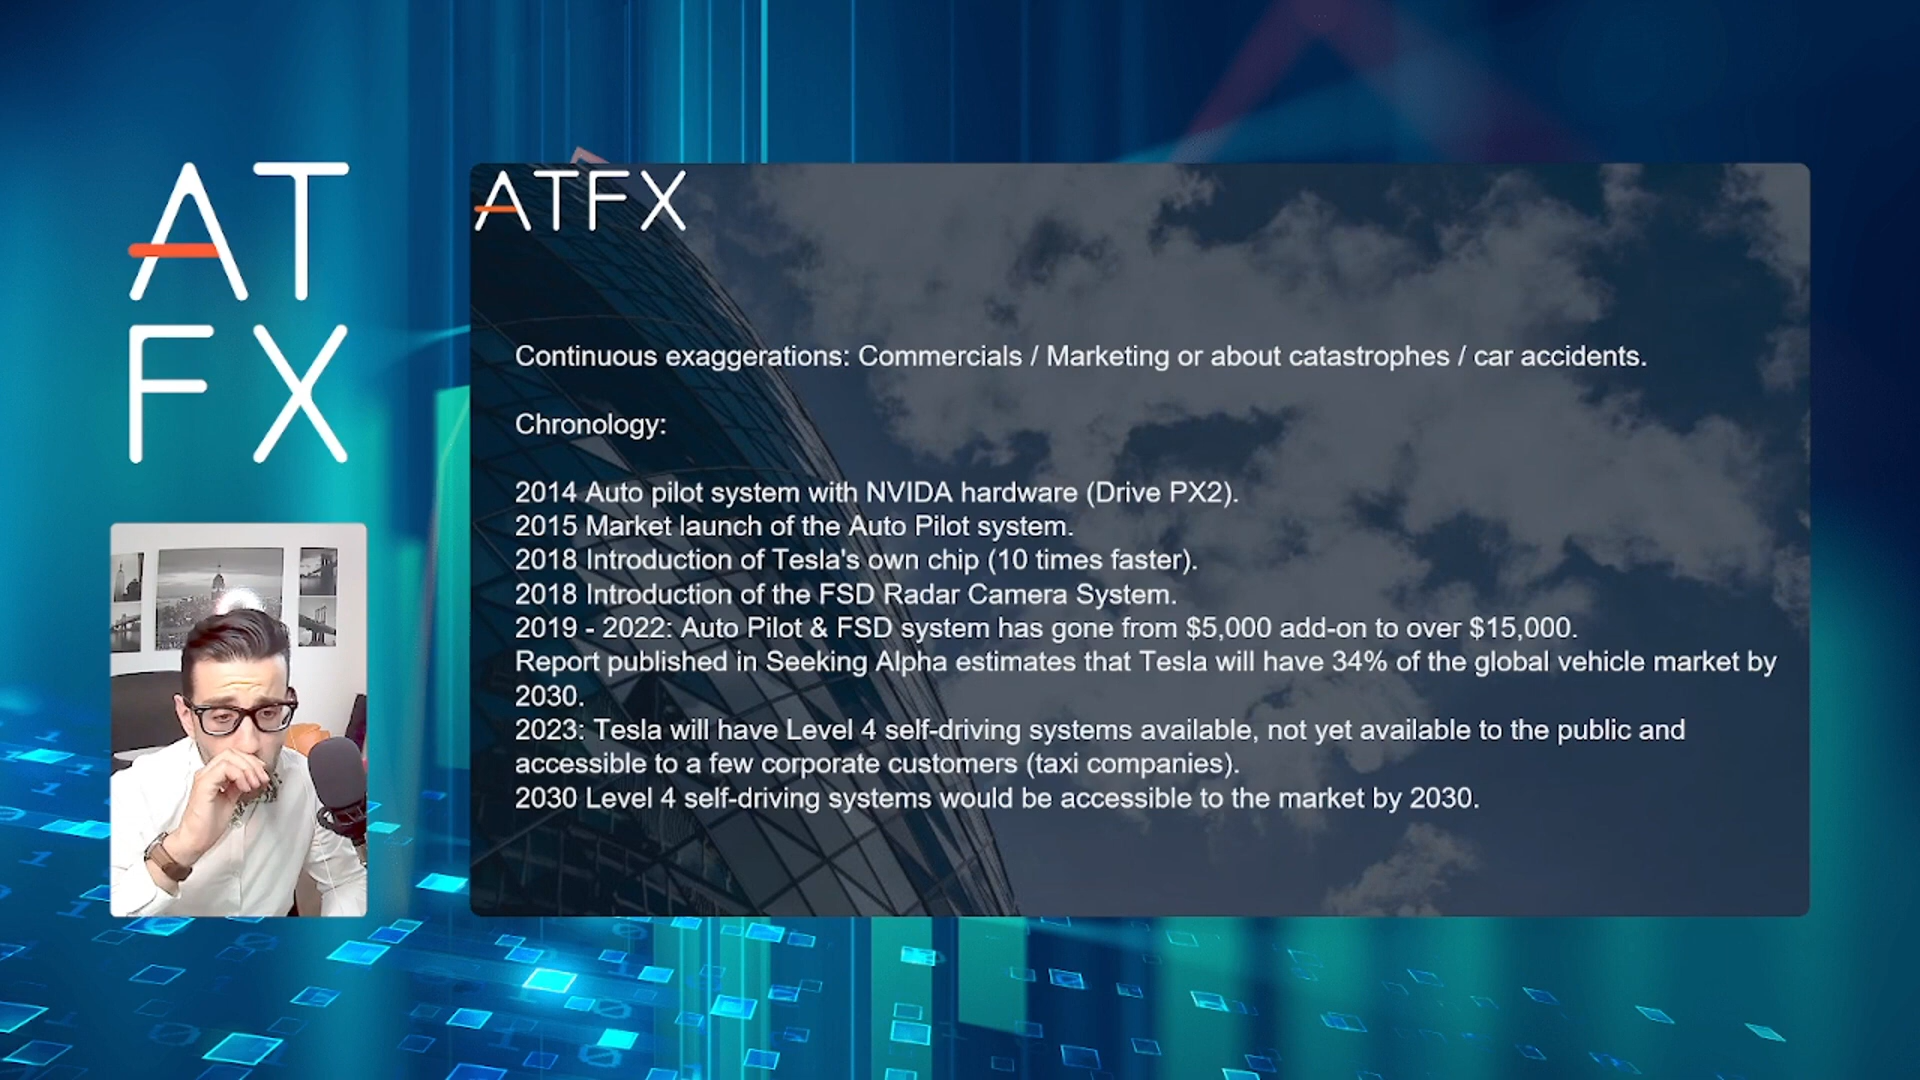 AT
FX
ATFX
Continuous exaggerations: Commercials / Marketing or about catastrophes / car accidents.
Chronology:
2014 Auto pilot system with NVIDIA hardware (Drive PX2).
2015 Market launch of the Auto Pilot system.
2018 Introduction of Tesla's own chip (10 times faster).
2018 Introduction of the FSD Radar Camera System.
2019 - 2022: Auto Pilot & FSD system has gone from $5,000 add-on to over $15,000.
Report published in Seeking Alpha estimates that Tesla will have 34% of the global vehicle market by
2030.
2023: Tesla will have Level 4 self-driving systems available, not yet available to the public and
accessible to a few corporate customers (taxi companies).
2030 Level 4 self-driving systems would be accessible to the market by 2030.